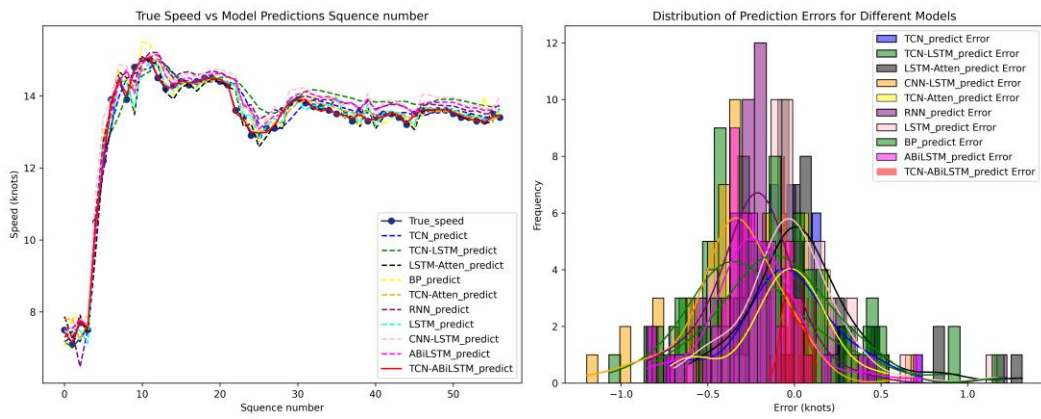 True Speed vs Model Predictions Squence number
14
12
10
8
Speed (knots)
0
10
20
30
40
50
Squence number
True_speed
TCN_predict
TCN-LSTM_predict
LSTM-Atten_predict
BP_predict
TCN-Atten_predict
RNN_predict
LSTM_predict
CNN-LSTM_predict
ABiLSTM_predict
TCN-ABiLSTM_predict
Distribution of Prediction Errors for Different Models
12
10
8
6
4
2
0
Frequency
−1.0
−0.5
0.0
0.5
1.0
Error (knots)
TCN_predict Error
TCN-LSTM_predict Error
LSTM-Atten_predict Error
CNN-LSTM_predict Error
TCN-Atten_predict Error
RNN_predict Error
LSTM_predict Error
BP_predict Error
ABiLSTM_predict Error
TCN-ABiLSTM_predict Error